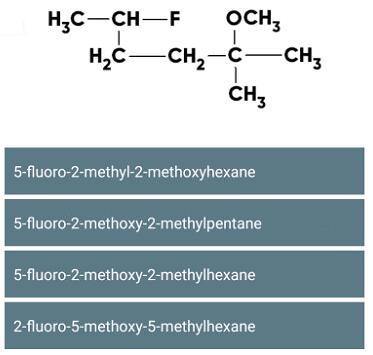 H₃C—CH—F OCH₃
H₂C—CH₂—C—CH₃
CH₃
5-fluoro-2-methyl-2-methoxyhexane
5-fluoro-2-methoxy-2-methylpentane
5-fluoro-2-methoxy-2-methylhexane
2-fluoro-5-methoxy-5-methylhexane